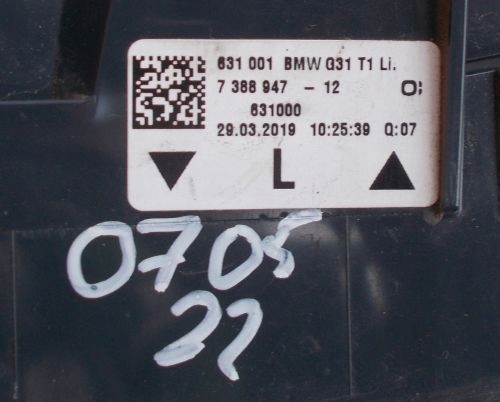 631 001 BMW G31 T1 Li.
7 388 947 - 12
631000
29.03.2019 10:25:39 Q:07
L
0705
22